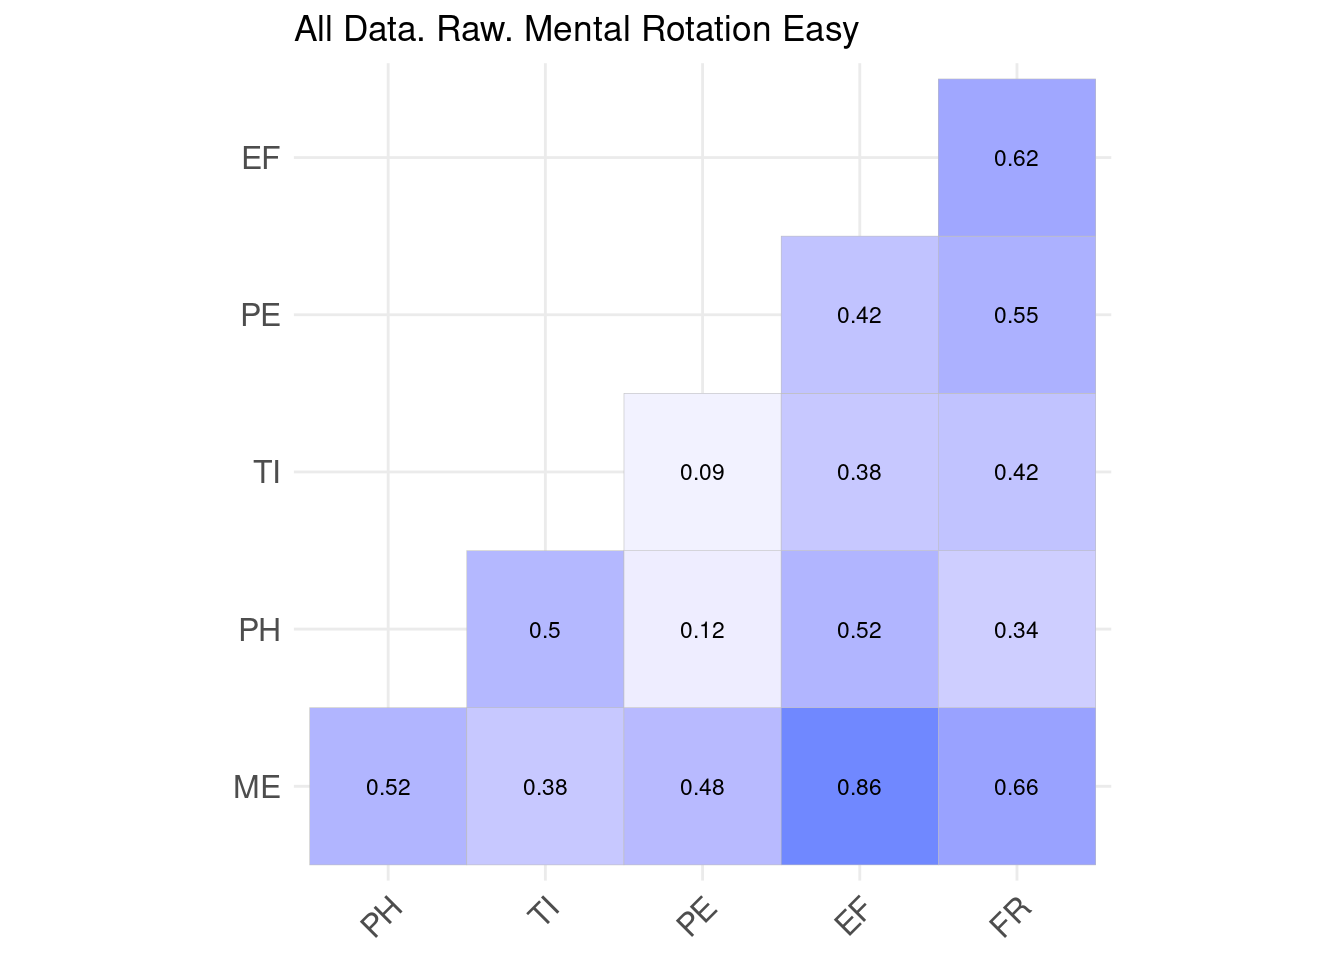 All Data. Raw. Mental Rotation Easy
EF 0.62
PE 0.42 0.55
TI 0.09 0.38 0.42
PH 0.5 0.12 0.52 0.34
ME 0.52 0.38 0.48 0.86 0.66
PH TI PE EF FR